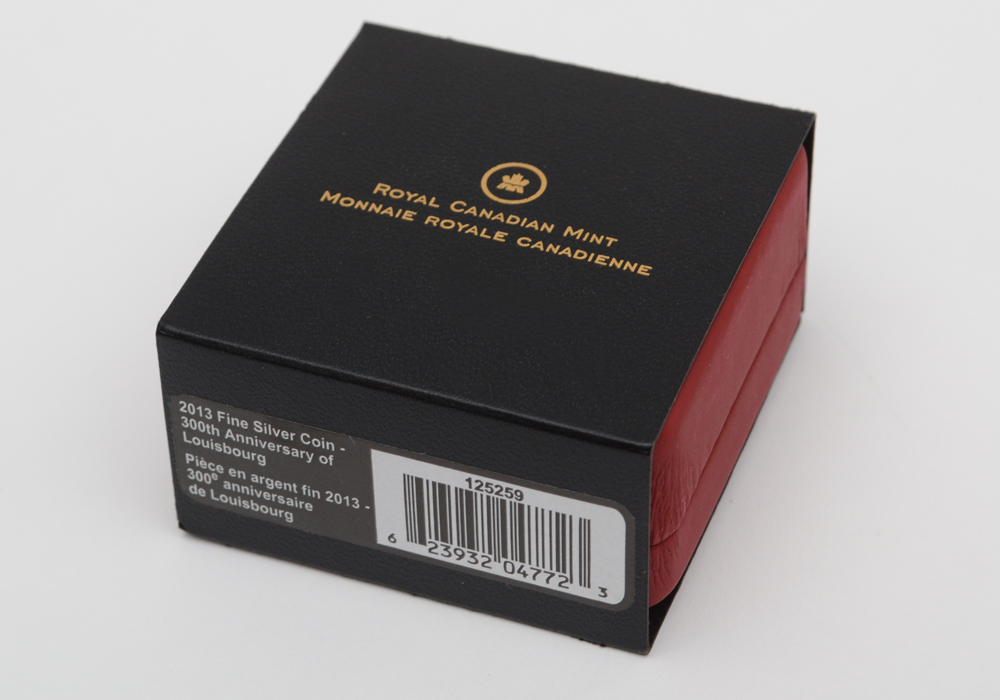 ROYAL CANADIAN MINT
MONNAIE ROYALE CANADIENNE
2013 Fine Silver Coin -
300th Anniversary of
Louisbourg
Pièce en argent fin 2013 -
300e anniversaire
de Louisbourg
125259
6 23932 04772 3